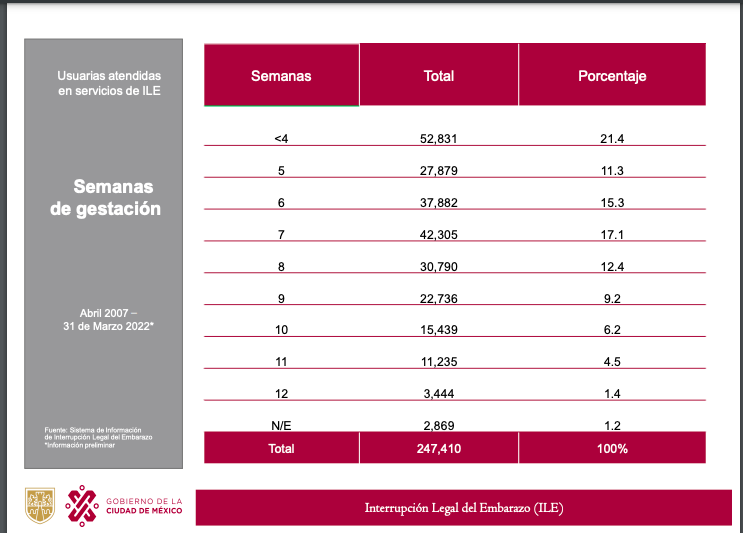 Usuarias atendidas
en servicios de ILE
Semanas
de gestación
Abril 2007 –
31 de Marzo 2022*
Fuente: Sistema de Información
de Interrupción Legal del Embarazo
*Información preliminar
Semanas Total Porcentaje
<4 52,831 21.4
5 27,879 11.3
6 37,882 15.3
7 42,305 17.1
8 30,790 12.4
9 22,736 9.2
10 15,439 6.2
11 11,235 4.5
12 3,444 1.4
N/E 2,869 1.2
Total 247,410 100%
GOBIERNO DE LA
CIUDAD DE MÉXICO
Interrupción Legal del Embarazo (ILE)